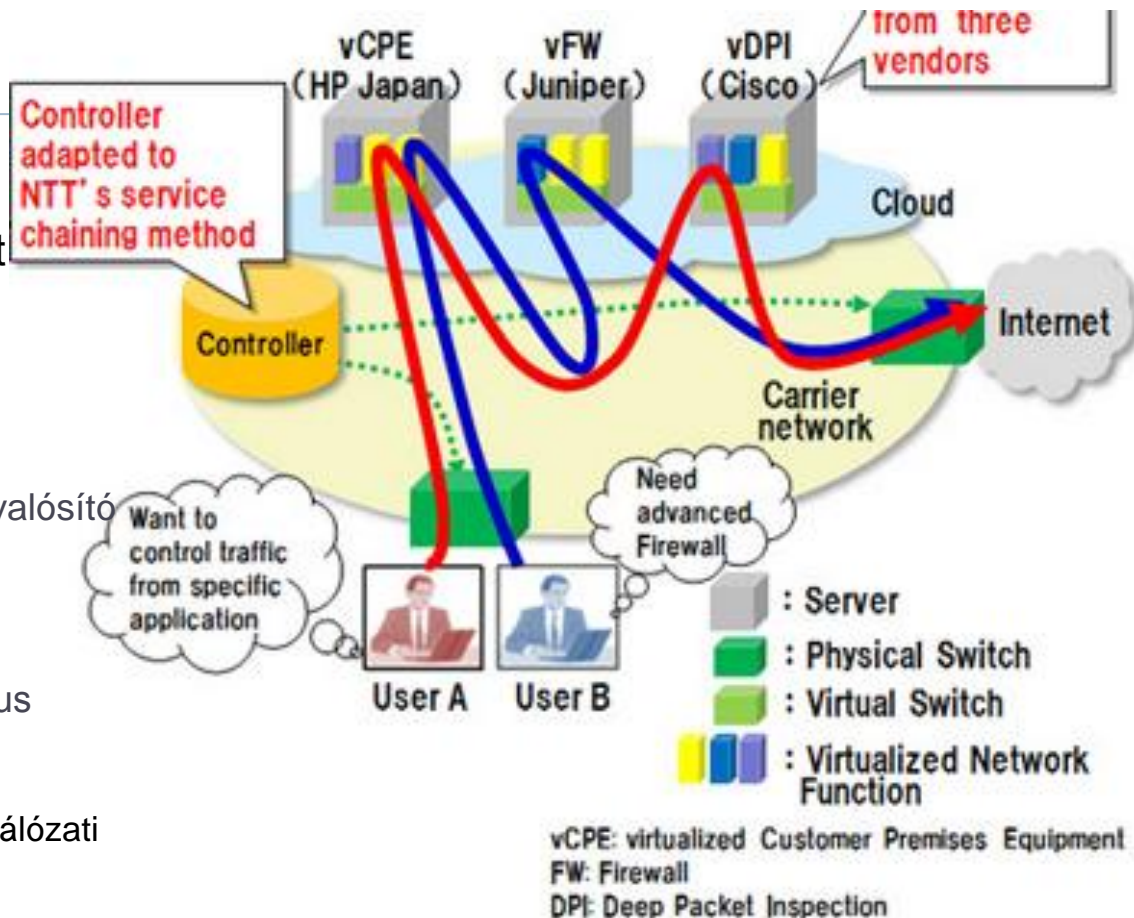 from three
vendors
vCPE
(HP Japan)
vFW
(Juniper)
vDPI
(Cisco)
Controller
adapted to
NTT's service
chaining method
t
Cloud
Controller
Internet
Carrier
network
valósító
Want to
control traffic
from specific
application
Need
advanced
Firewall
User A
User B
us
: Server
: Physical Switch
: Virtual Switch
: Virtualized Network
Function
álózati
vCPE: virtualized Customer Premises Equipment
FW: Firewall
DPI: Deep Packet Inspection